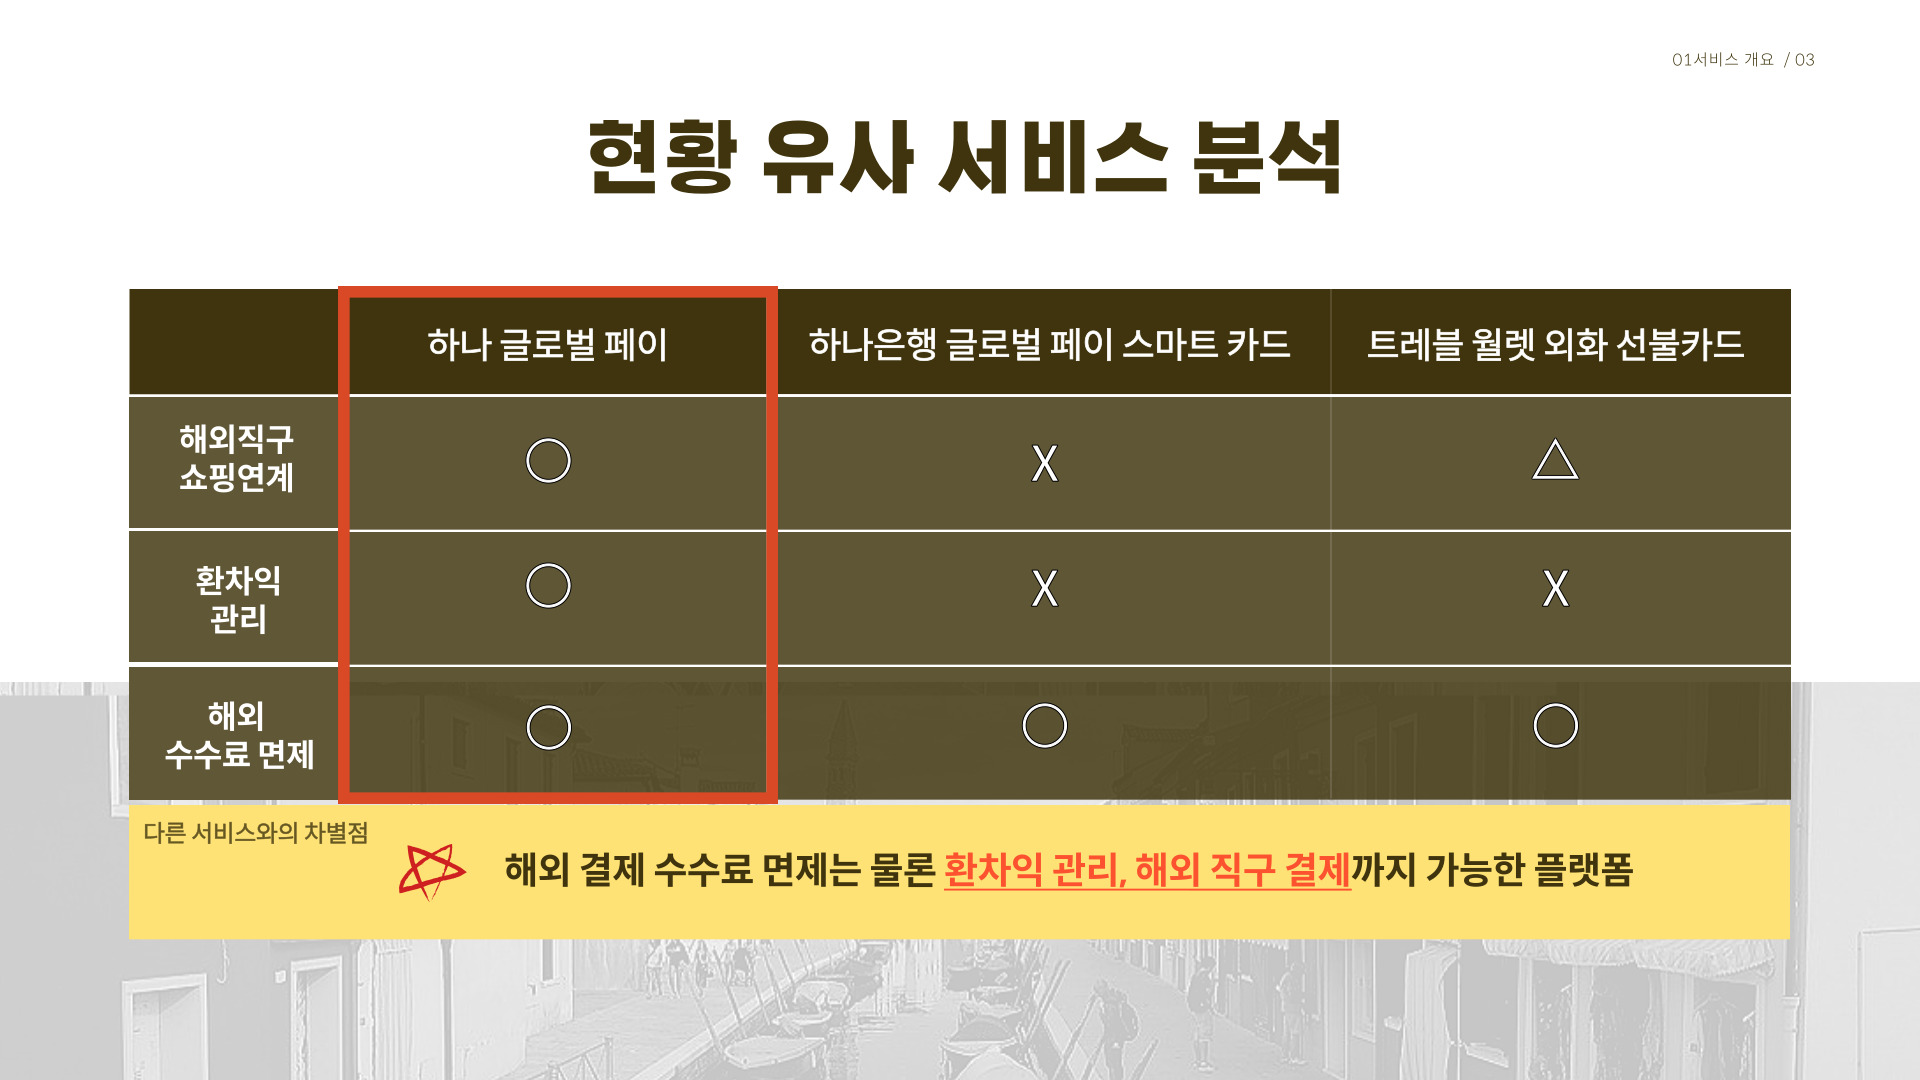 01서비스 개요 / 03
현황 유사 서비스 분석
하나 글로벌 페이
하나은행 글로벌 페이 스마트 카드
트레블 월렛 외화 선불카드
해외직구
쇼핑연계
○
X
△
환차익
관리
○
X
X
해외
수수료 면제
○
○
○
다른 서비스와의 차별점
해외 결제 수수료 면제는 물론 환차익 관리, 해외 직구 결제까지 가능한 플랫폼